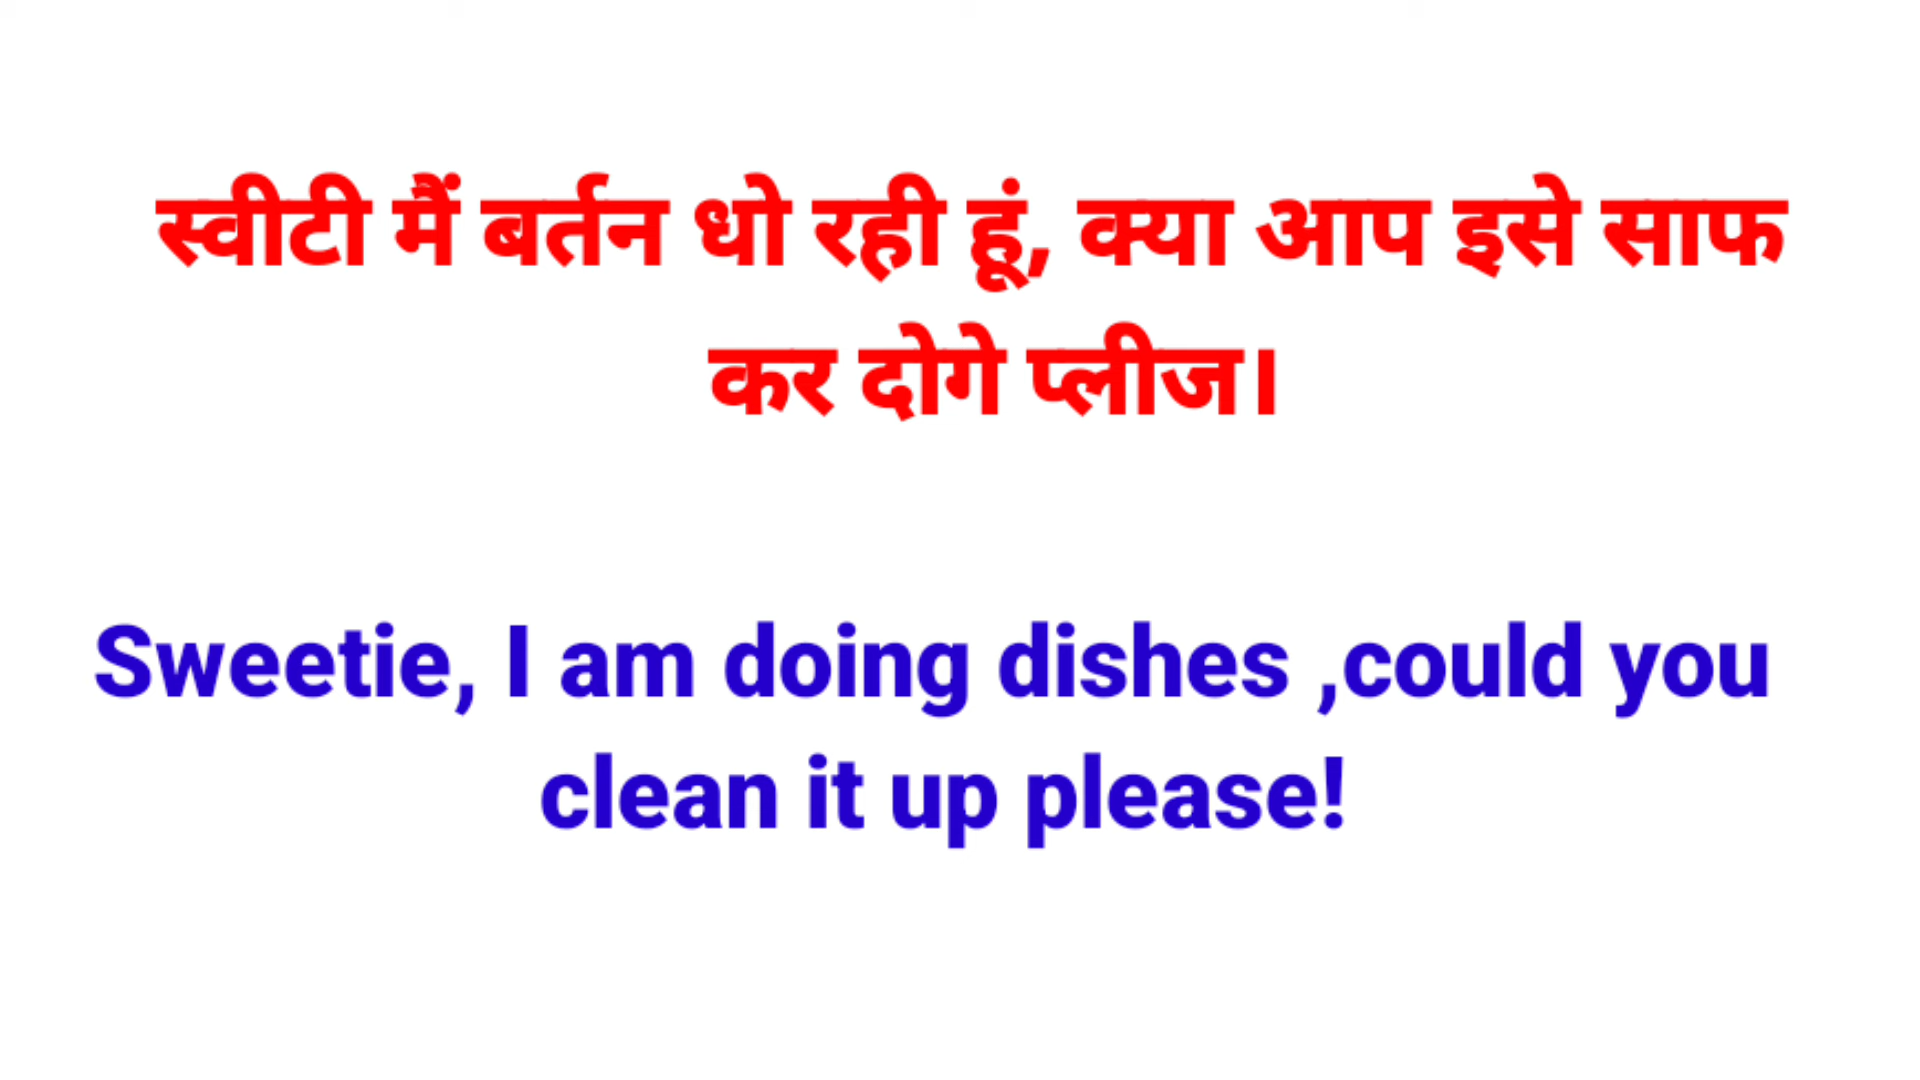 स्वीटी मैं बर्तन धो रही हूं, क्या आप इसे साफ
कर दोगे प्लीज।
Sweetie, I am doing dishes ,could you
clean it up please!